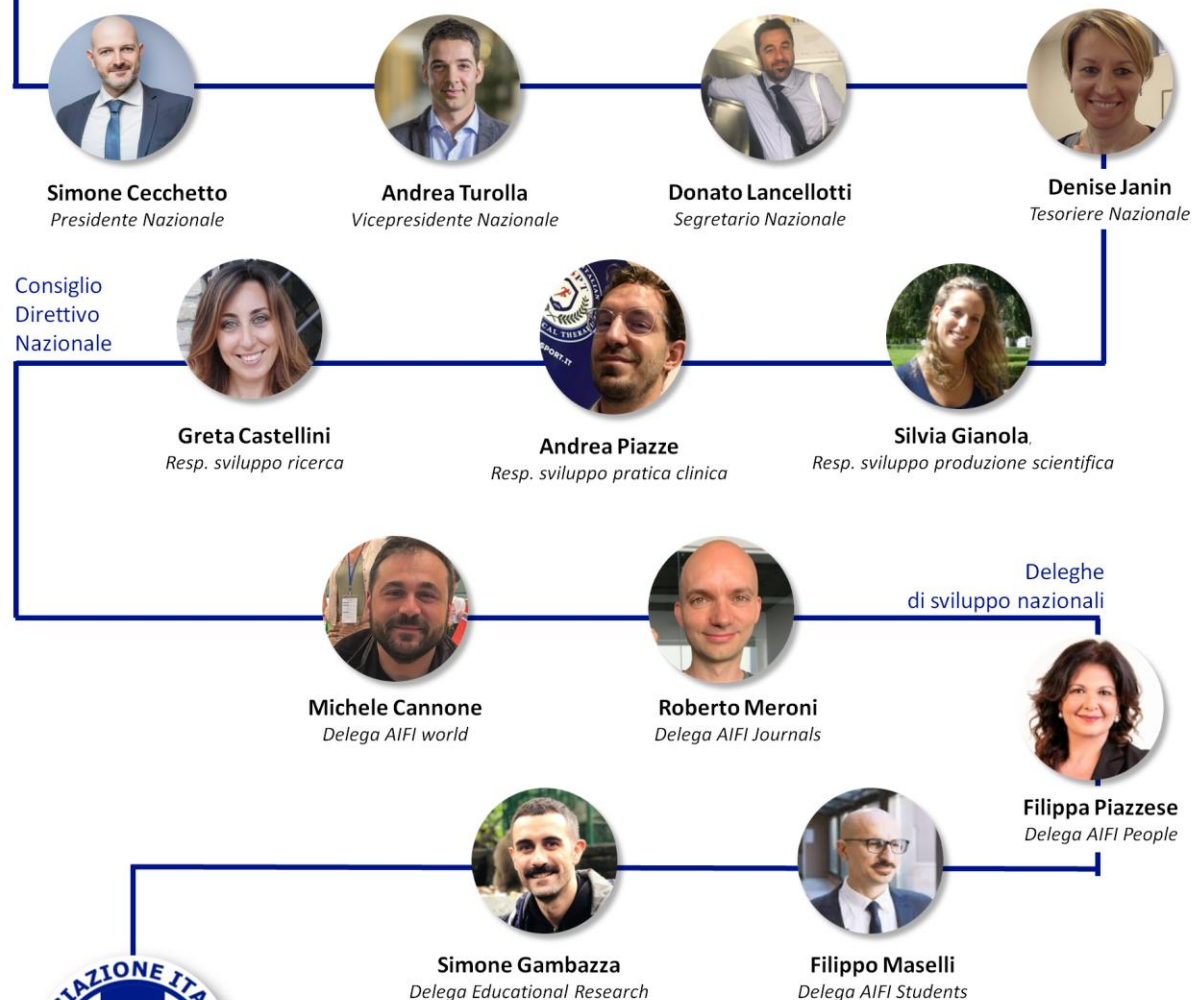 Simone Cecchetto
Presidente Nazionale
Andrea Turolla
Vicepresidente Nazionale
Donato Lancellotti
Segretario Nazionale
Denise Janin
Tesoriere Nazionale
Consiglio
Direttivo
Nazionale
SPORT.IT
Greta Castellini
Resp. sviluppo ricerca
Andrea Piazze
Resp. sviluppo pratica clinica
Silvia Gianola,
Resp. sviluppo produzione scientifica
Deleghe
di sviluppo nazionali
Michele Cannone
Delega AIFI world
Roberto Meroni
Delega AIFI Journals
Filippa Piazzese
Delega AIFI People
Simone Gambazza
Delega Educational Research
Filippo Maselli
Delega AIFI Students